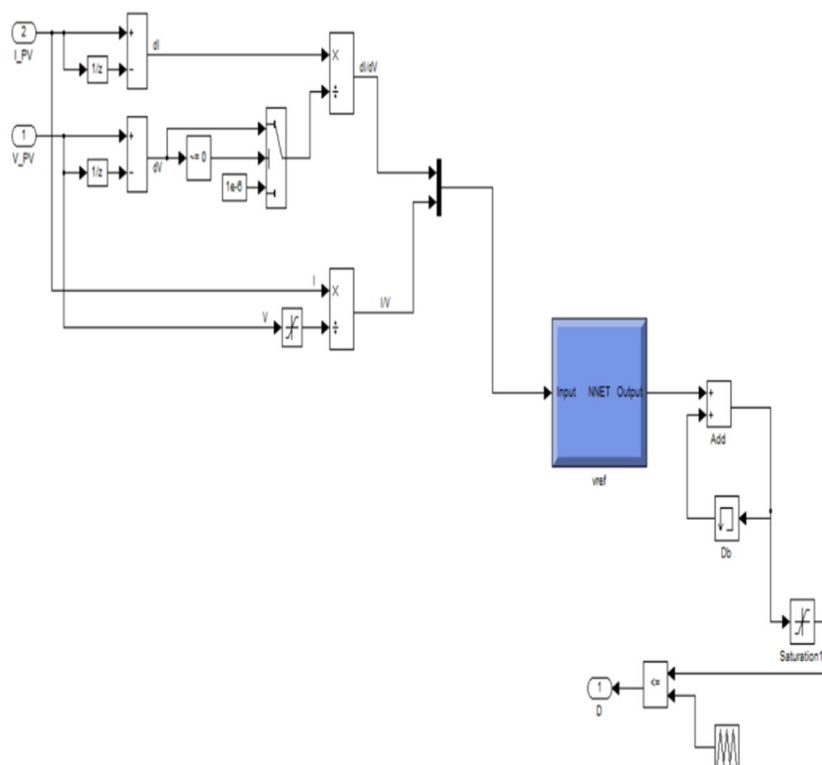 2
I_PV
+
-
dI
1/z
×
÷
dI/dV
1
V_PV
+
-
dV
1/z
~= 0
1e-6
I
×
V
÷
I/V
Input NNET Output
vref
+
+
Add
Db
Saturation1
<=
1
D